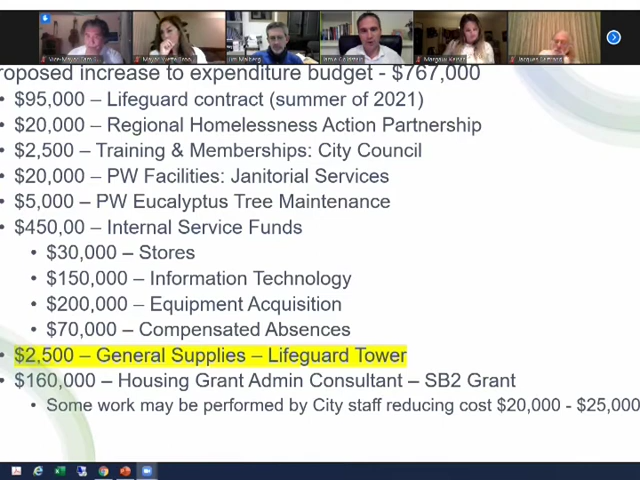 Jim Malberg
roposed increase to expenditure budget - $767,000
• $95,000 – Lifeguard contract (summer of 2021)
• $20,000 – Regional Homelessness Action Partnership
• $2,500 – Training & Memberships: City Council
• $20,000 – PW Facilities: Janitorial Services
• $5,000 – PW Eucalyptus Tree Maintenance
• $450,00 – Internal Service Funds
• $30,000 – Stores
• $150,000 – Information Technology
• $200,000 – Equipment Acquisition
• $70,000 – Compensated Absences
• $2,500 – General Supplies – Lifeguard Tower
• $160,000 – Housing Grant Admin Consultant – SB2 Grant
• Some work may be performed by City staff reducing cost $20,000 - $25,000